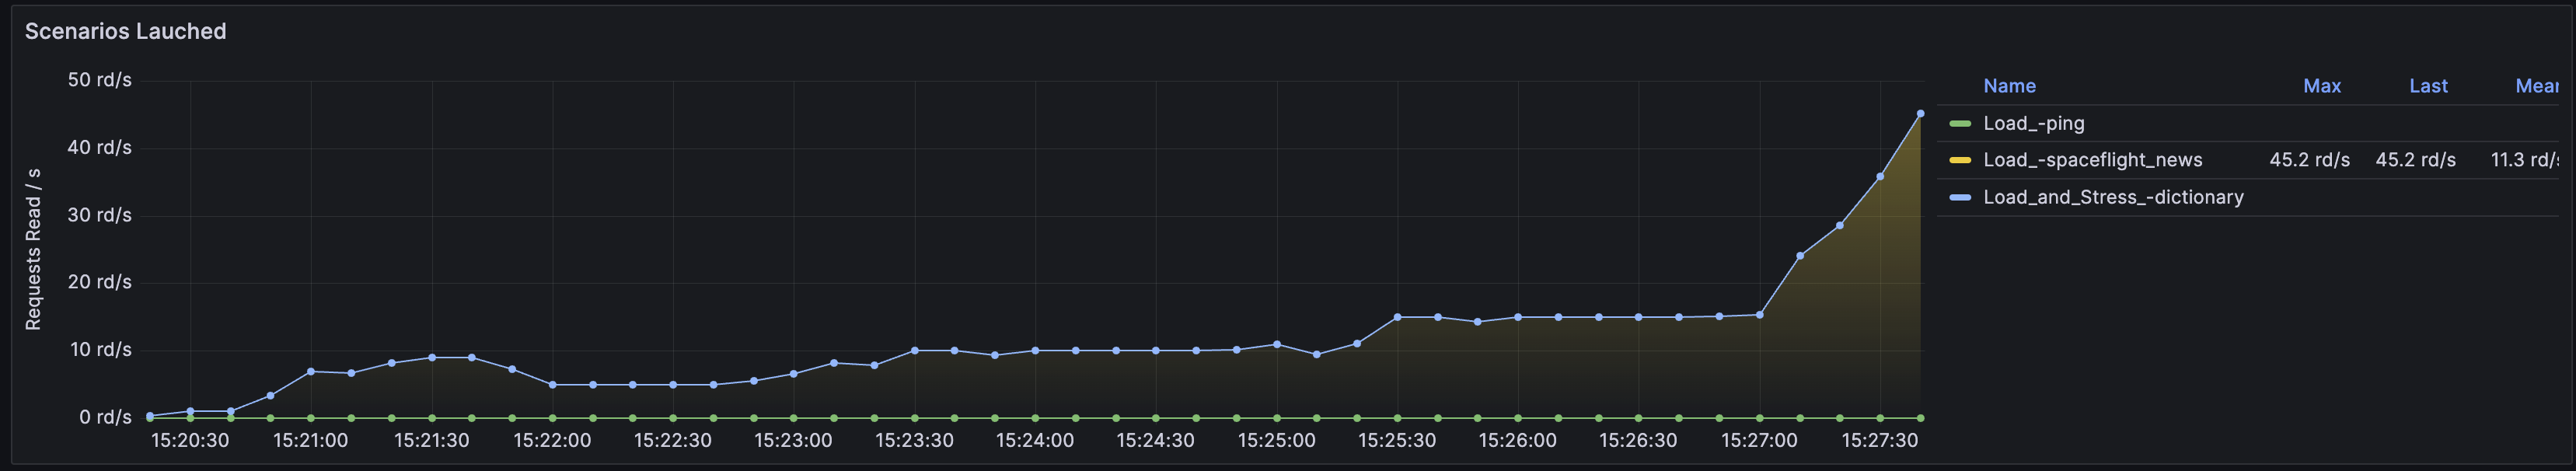 Scenarios Lauched
50 rd/s
40 rd/s
30 rd/s
20 rd/s
10 rd/s
0 rd/s
Requests Read / s
15:20:30 15:21:00 15:21:30 15:22:00 15:22:30 15:23:00 15:23:30 15:24:00 15:24:30 15:25:00 15:25:30 15:26:00 15:26:30 15:27:00 15:27:30
Name Max Last Mean
Load_-ping
Load_-spaceflight_news 45.2 rd/s 45.2 rd/s 11.3 rd/s
Load_and_Stress_-dictionary